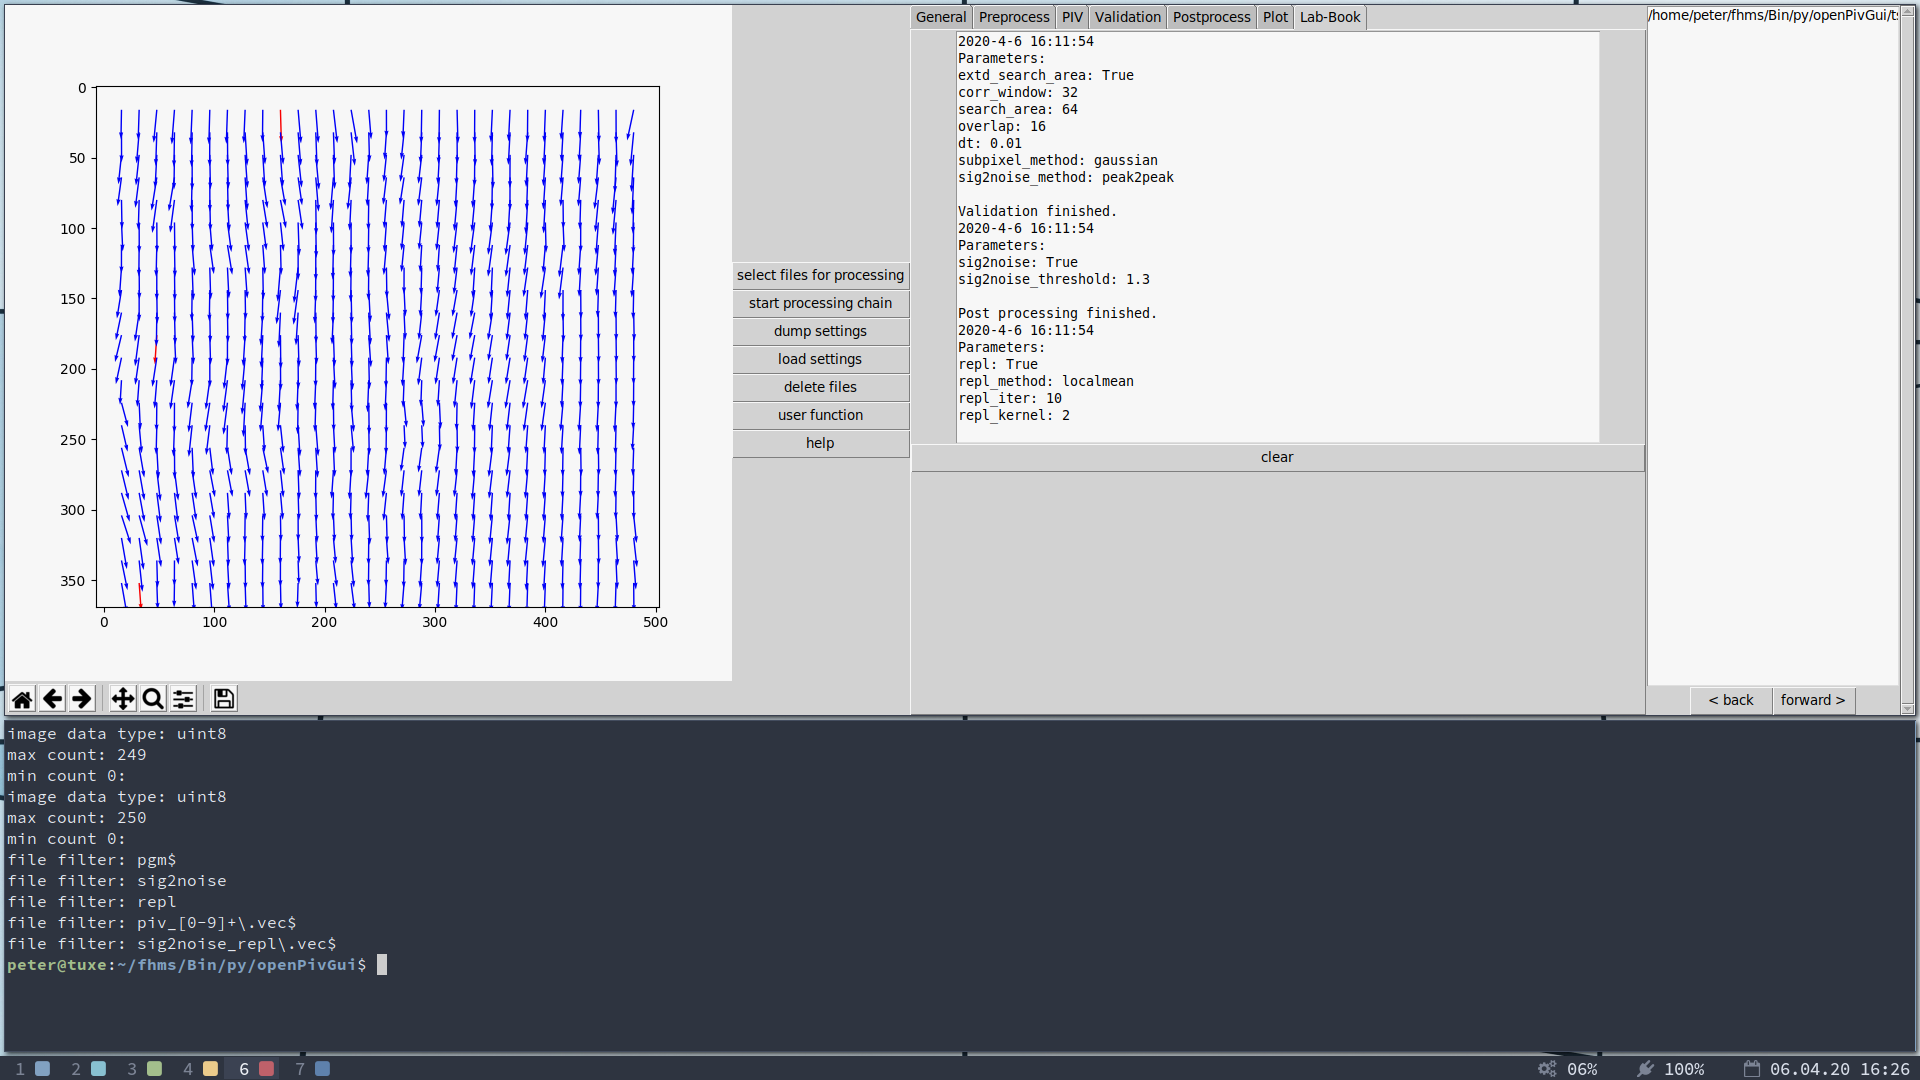 General Preprocess PIV Validation Postprocess Plot Lab-Book
/home/peter/fhms/Bin/py/openPivGui/
2020-4-6 16:11:54
Parameters:
extd_search_area: True
corr_window: 32
search_area: 64
overlap: 16
dt: 0.01
subpixel_method: gaussian
sig2noise_method: peak2peak
Validation finished.
2020-4-6 16:11:54
Parameters:
sig2noise: True
sig2noise_threshold: 1.3
Post processing finished.
2020-4-6 16:11:54
Parameters:
repl: True
repl_method: localmean
repl_iter: 10
repl_kernel: 2
clear
0
50
100
150
200
250
300
350
0 100 200 300 400 500
select files for processing
start processing chain
dump settings
load settings
delete files
user function
help
< back forward >
image data type: uint8
max count: 249
min count 0:
image data type: uint8
max count: 250
min count 0:
file filter: pgm$
file filter: sig2noise
file filter: repl
file filter: piv_[0-9]+\.vec$
file filter: sig2noise_repl\.vec$
peter@tuxe:~/fhms/Bin/py/openPivGui$
1 2 3 4 6 7 06% 100% 06.04.20 16:26